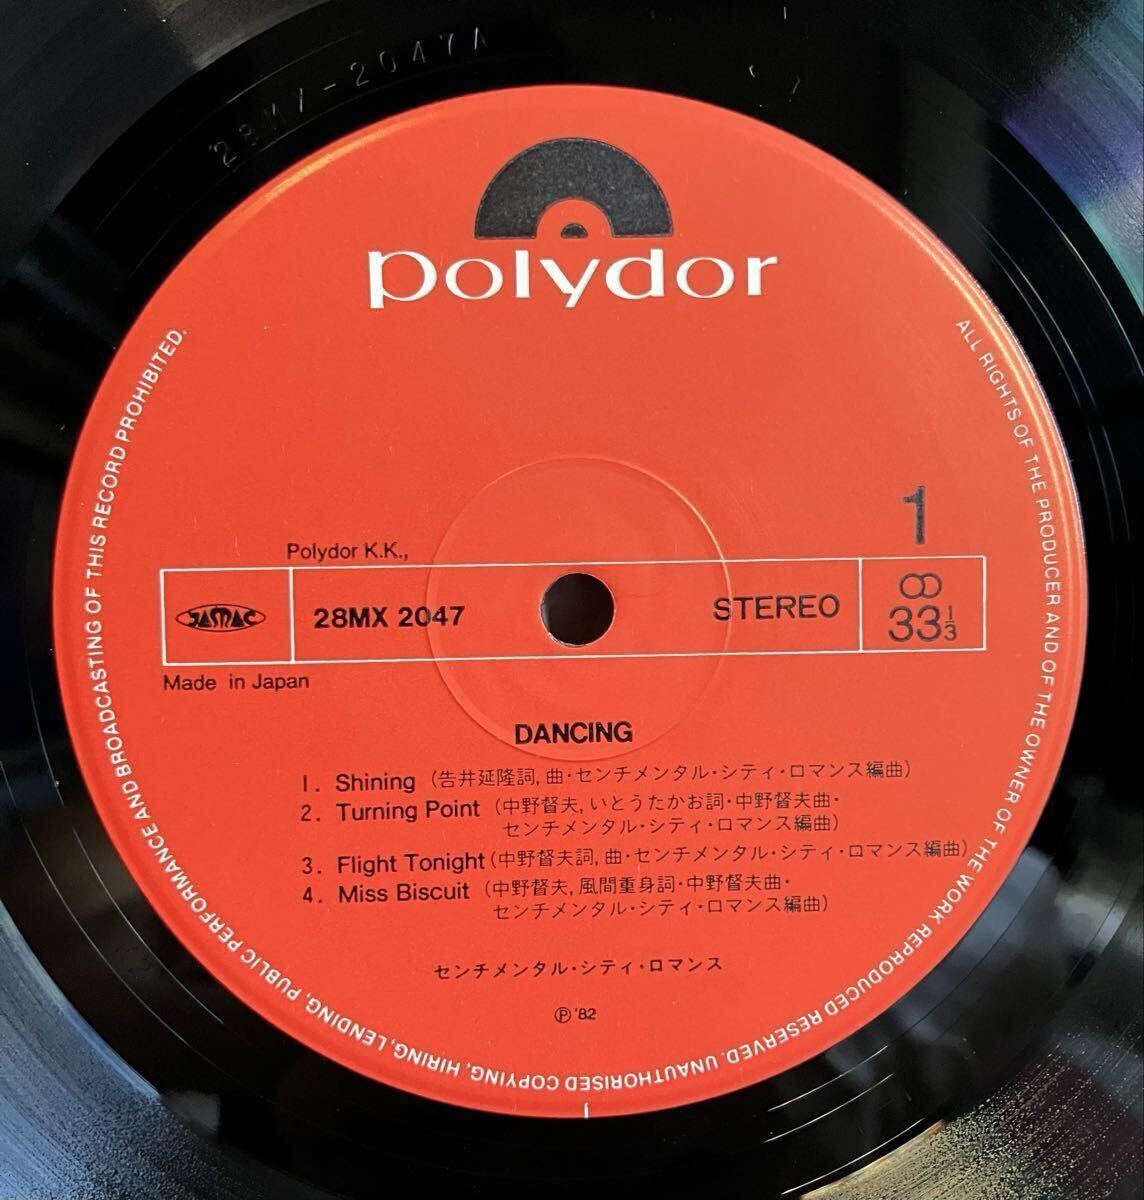 28MX-2047A
polydor
ALL RIGHTS OF THE PRODUCER AND OF THE OWNER OF THE WORK REPRODUCED RESERVED. UNAUTHORISED COPYING, HIRING, LENDING, PUBLIC PERFORMANCE AND BROADCASTING OF THIS RECORD PROHIBITED.
1
Polydor K.K.,
JASRAC 28MX 2047 STEREO ∞ 33 1/3
Made in Japan
DANCING
1. Shining (告井延隆詞, 曲・センチメンタル・シティ・ロマンス編曲)
2. Turning Point (中野督夫, いとうたかお詞・中野督夫曲・
センチメンタル・シティ・ロマンス編曲)
3. Flight Tonight (中野督夫詞, 曲・センチメンタル・シティ・ロマンス編曲)
4. Miss Biscuit (中野督夫, 風間重身詞・中野督夫曲・
センチメンタル・シティ・ロマンス編曲)
センチメンタル・シティ・ロマンス
Ⓟ '82